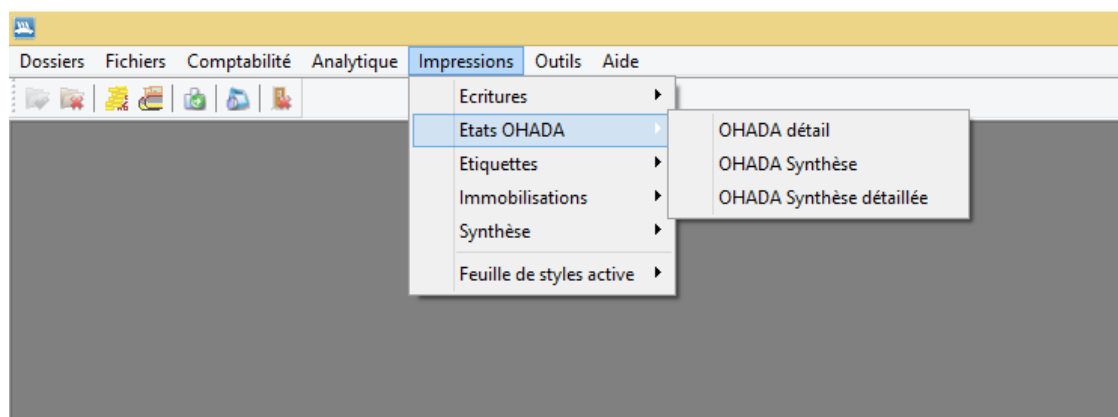 Dossiers Fichiers Comptabilité Analytique Impressions Outils Aide
Ecritures
Etats OHADA
Etiquettes
Immobilisations
Synthèse
Feuille de styles active
OHADA détail
OHADA Synthèse
OHADA Synthèse détaillée